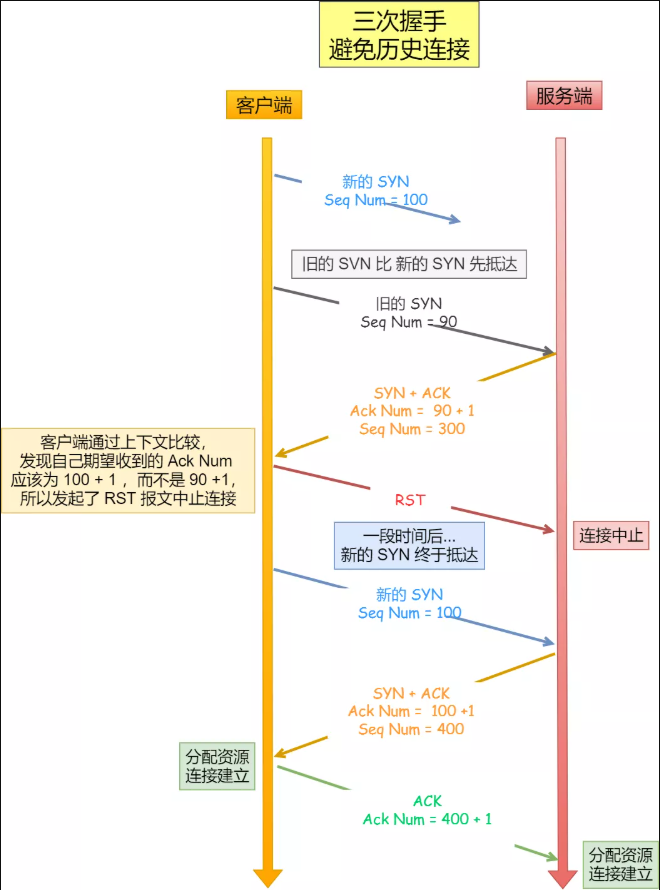 三次握手
避免历史连接
客户端
服务端
新的 SYN
Seq Num = 100
旧的 SVN 比 新的 SYN 先抵达
旧的 SYN
Seq Num = 90
SYN + ACK
Ack Num = 90 + 1
Seq Num = 300
客户端通过上下文比较,
发现自己期望收到的 Ack Num
应该为 100 + 1 ，而不是 90 +1,
所以发起了 RST 报文中止连接
RST
连接中止
一段时间后...
新的 SYN 终于抵达
新的 SYN
Seq Num = 100
SYN + ACK
Ack Num = 100 +1
Seq Num = 400
分配资源
连接建立
ACK
Ack Num = 400 + 1
分配资源
连接建立